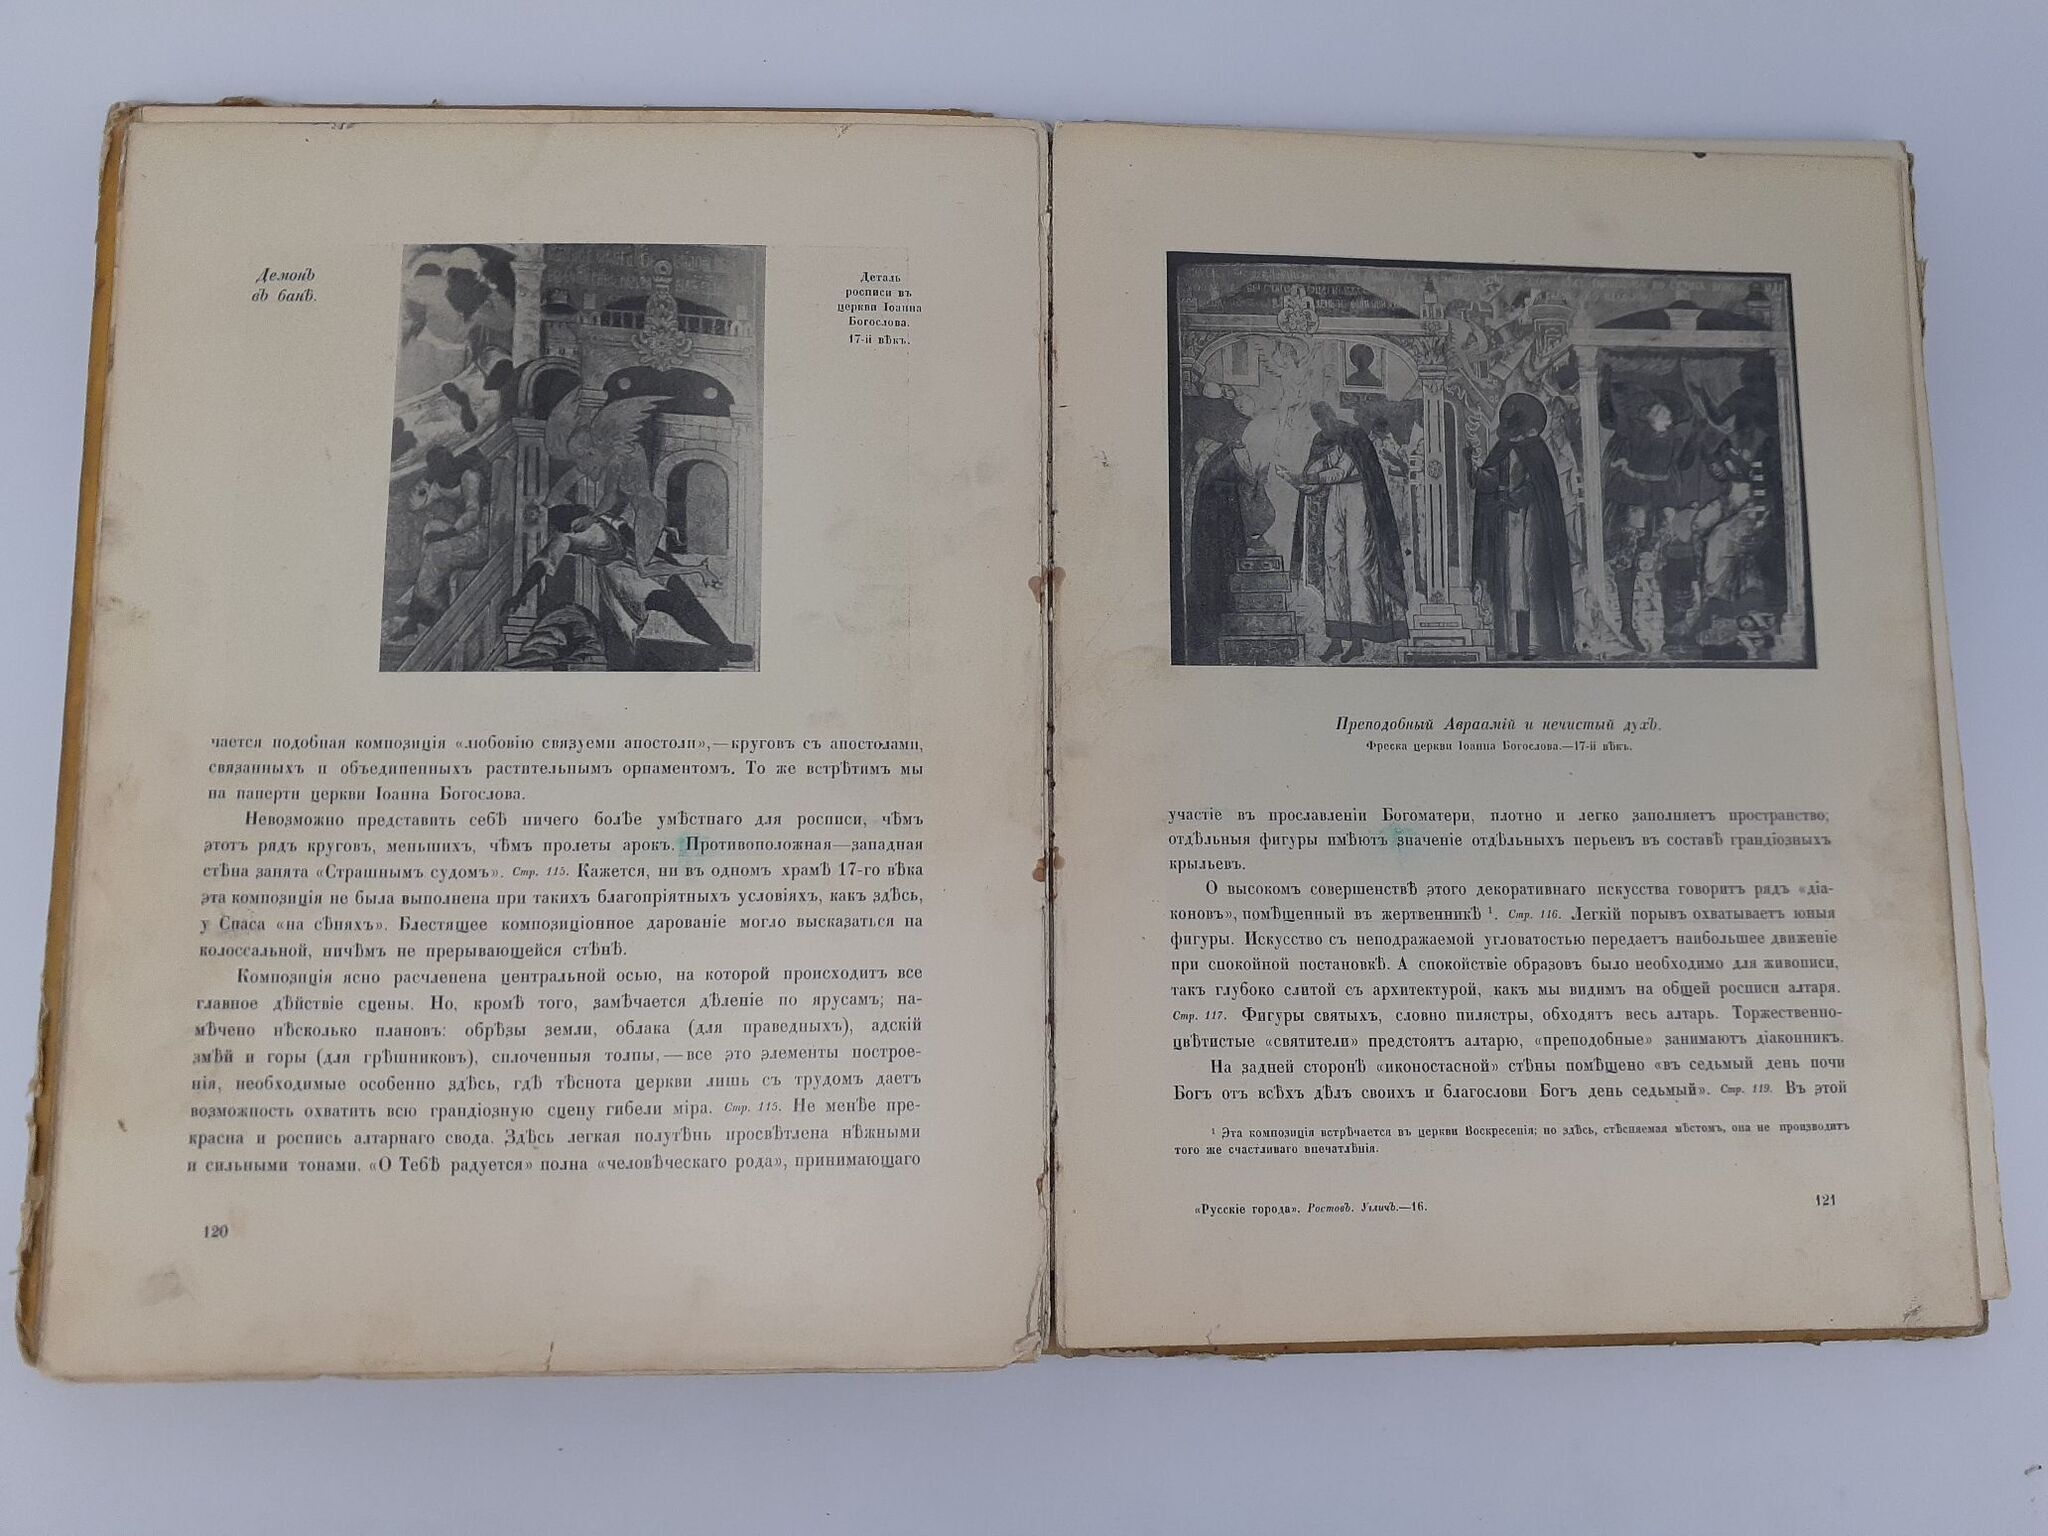 Демонъ
въ банѣ.
Деталь
росписи въ
церкви Іоанна
Богослова.
17-й вѣкъ.
чается подобная композиція «любовію связуеми апостоли»,—круговъ съ апостолами,
связанныхъ и объединенныхъ растительнымъ орнаментомъ. То же встрѣтимъ мы
на паперти церкви Іоанна Богослова.
Невозможно представить себѣ ничего болѣе умѣстнаго для росписи, чѣмъ
этотъ рядъ круговъ, меньшихъ, чѣмъ пролеты арокъ. Противоположная—западная
стѣна занята «Страшнымъ судомъ». Стр. 115. Кажется, ни въ одномъ храмѣ 17-го вѣка
эта композиція не была выполнена при такихъ благопріятныхъ условіяхъ, какъ здѣсь,
у Спаса «на сѣняхъ». Блестящее композиціонное дарованіе могло высказаться на
колоссальной, ничѣмъ не прерывающейся стѣнѣ.
Композиція ясно расчленена центральной осью, на которой происходитъ все
главное дѣйствіе сцены. Но, кромѣ того, замѣчается дѣленіе по ярусамъ; на-
мѣчено нѣсколько плановъ: обрѣзы земли, облака (для праведныхъ), адскій
змѣй и горы (для грѣшниковъ), сплоченныя толпы,—все это элементы построе-
нія, необходимые особенно здѣсь, гдѣ тѣснота церкви лишь съ трудомъ даетъ
возможность охватить всю грандіозную сцену гибели міра. Стр. 115. Не менѣе пре-
красна и роспись алтарнаго свода. Здѣсь легкая полутѣнь просвѣтлена нѣжными
и сильными тонами. «О Тебѣ радуется» полна «человѣческаго рода», принимающаго
120
Преподобный Авраамій и нечистый духъ.
Фреска церкви Іоанна Богослова.—17-й вѣкъ.
участіе въ прославленіи Богоматери, плотно и легко заполняетъ пространство;
отдѣльныя фигуры имѣютъ значеніе отдѣльныхъ перьевъ въ составѣ грандіозныхъ
крыльевъ.
О высокомъ совершенствѣ этого декоративнаго искусства говоритъ рядъ «діа-
коновъ», помѣщенный въ жертвенникѣ ¹. Стр. 116. Легкій порывъ охватываетъ юныя
фигуры. Искусство съ неподражаемой угловатостью передаетъ наибольшее движеніе
при спокойной постановкѣ. А спокойствіе образовъ было необходимо для живописи,
такъ глубоко слитой съ архитектурой, какъ мы видимъ на общей росписи алтаря.
Стр. 117. Фигуры святыхъ, словно пилястры, обходятъ весь алтарь. Торжественно-
цвѣтистые «святители» предстоятъ алтарю, «преподобные» занимаютъ діаконникъ.
На задней сторонѣ «иконостасной» стѣны помѣщено «въ седьмый день почи
Богъ отъ всѣхъ дѣлъ своихъ и благослови Богъ день седьмый». Стр. 119. Въ этой
¹ Эта композиція встрѣчается въ церкви Воскресенія; но здѣсь, стѣсняемая мѣстомъ, она не производитъ
того же счастливаго впечатлѣнія.
«Русскіе города». Ростовъ. Угличъ.—16.
121